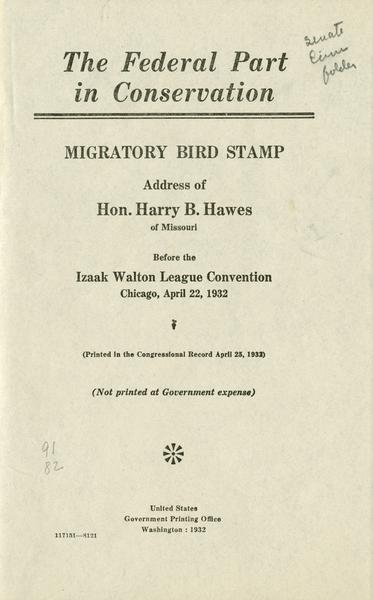 senate
folder
The Federal Part
in Conservation
MIGRATORY BIRD STAMP
Address of
Hon. Harry B. Hawes
of Missouri
Before the
Izaak Walton League Convention
Chicago, April 22, 1932
(Printed in the Congressional Record April 25, 1932)
(Not printed at Government expense)
91
82
United States
Government Printing Office
Washington : 1932
117151—8121